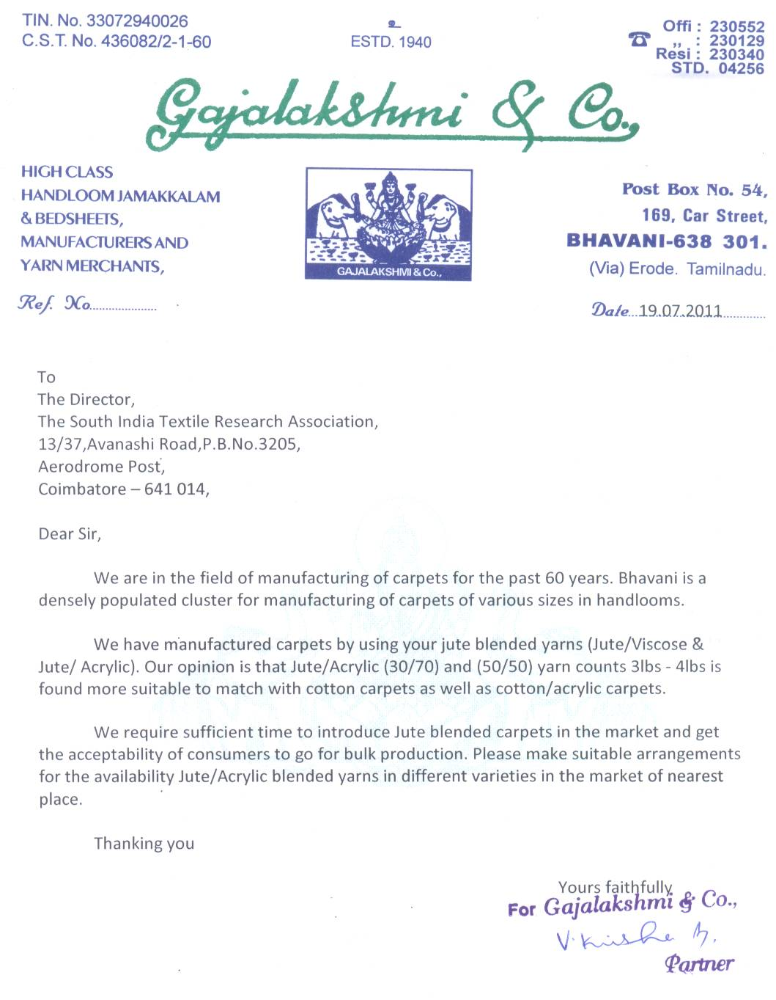 TIN. No. 33072940026
C.S.T. No. 436082/2-1-60
உ
ESTD. 1940
Offi : 230552
,, : 230129
Resi : 230340
STD. 04256
Gajalakshmi & Co.,
HIGH CLASS
HANDLOOM JAMAKKALAM
& BEDSHEETS,
MANUFACTURERS AND
YARN MERCHANTS,
GAJALAKSHMI & Co.,
Post Box No. 54,
169, Car Street,
BHAVANI-638 301.
(Via) Erode. Tamilnadu.
Ref. No.....................
Date...19.07.2011.............
To
The Director,
The South India Textile Research Association,
13/37,Avanashi Road,P.B.No.3205,
Aerodrome Post,
Coimbatore – 641 014,
Dear Sir,
We are in the field of manufacturing of carpets for the past 60 years. Bhavani is a
densely populated cluster for manufacturing of carpets of various sizes in handlooms.
We have manufactured carpets by using your jute blended yarns (Jute/Viscose &
Jute/ Acrylic). Our opinion is that Jute/Acrylic (30/70) and (50/50) yarn counts 3lbs - 4lbs is
found more suitable to match with cotton carpets as well as cotton/acrylic carpets.
We require sufficient time to introduce Jute blended carpets in the market and get
the acceptability of consumers to go for bulk production. Please make suitable arrangements
for the availability Jute/Acrylic blended yarns in different varieties in the market of nearest
place.
Thanking you
Yours faithfully
For Gajalakshmi & Co.,
Partner